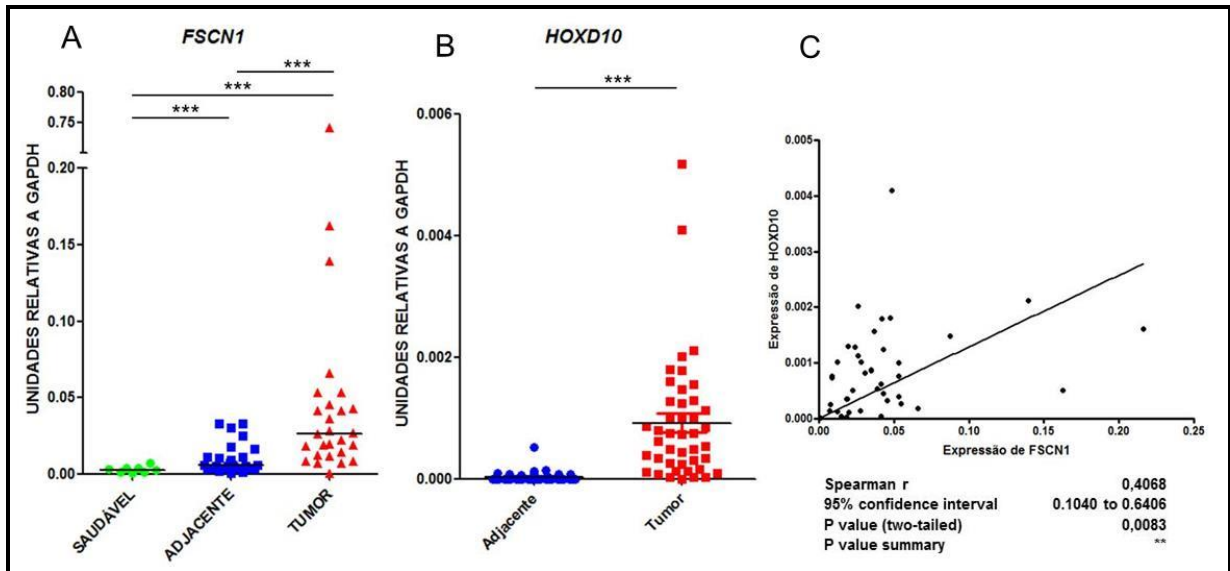 A
FSCN1
***
***
***
UNIDADES RELATIVAS A GAPDH
0.80
0.75
0.20
0.15
0.10
0.05
0.00
SAUDÁVEL
ADJACENTE
TUMOR
B
HOXD10
***
UNIDADES RELATIVAS A GAPDH
0.006
0.004
0.002
0.000
Adjacente
Tumor
C
Expressão de HOXD10
0.005
0.004
0.003
0.002
0.001
0.000
0.00
0.05
0.10
0.15
0.20
0.25
Expressão de FSCN1
Spearman r 0,4068
95% confidence interval 0.1040 to 0.6406
P value (two-tailed) 0,0083
P value summary **